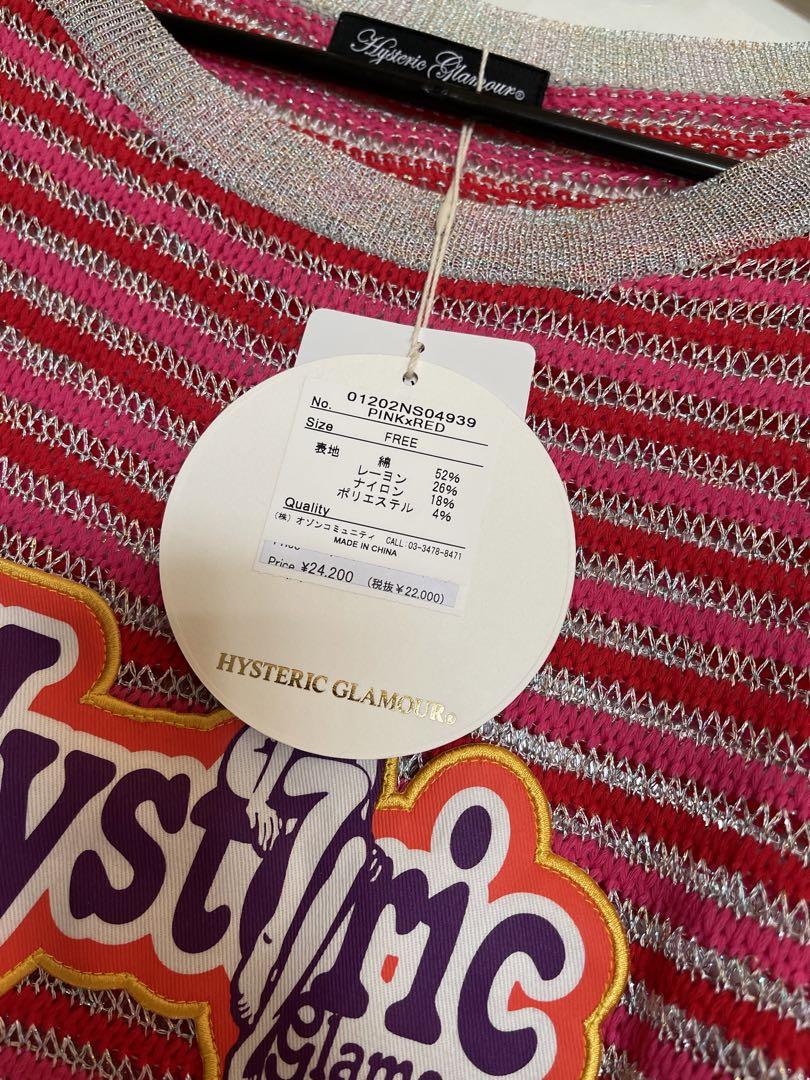 Hysteric Glamour®
No. 01202NS04939
PINKxRED
Size FREE
表地 綿 52%
レーヨン 26%
ナイロン 18%
ポリエステル 4%
Quality
(株) オゾンコミュニティ CALL:03-3478-8471
MADE IN CHINA
Price ¥24,200 (税抜¥22,000)
HYSTERIC GLAMOUR®
Hysteric
glamo